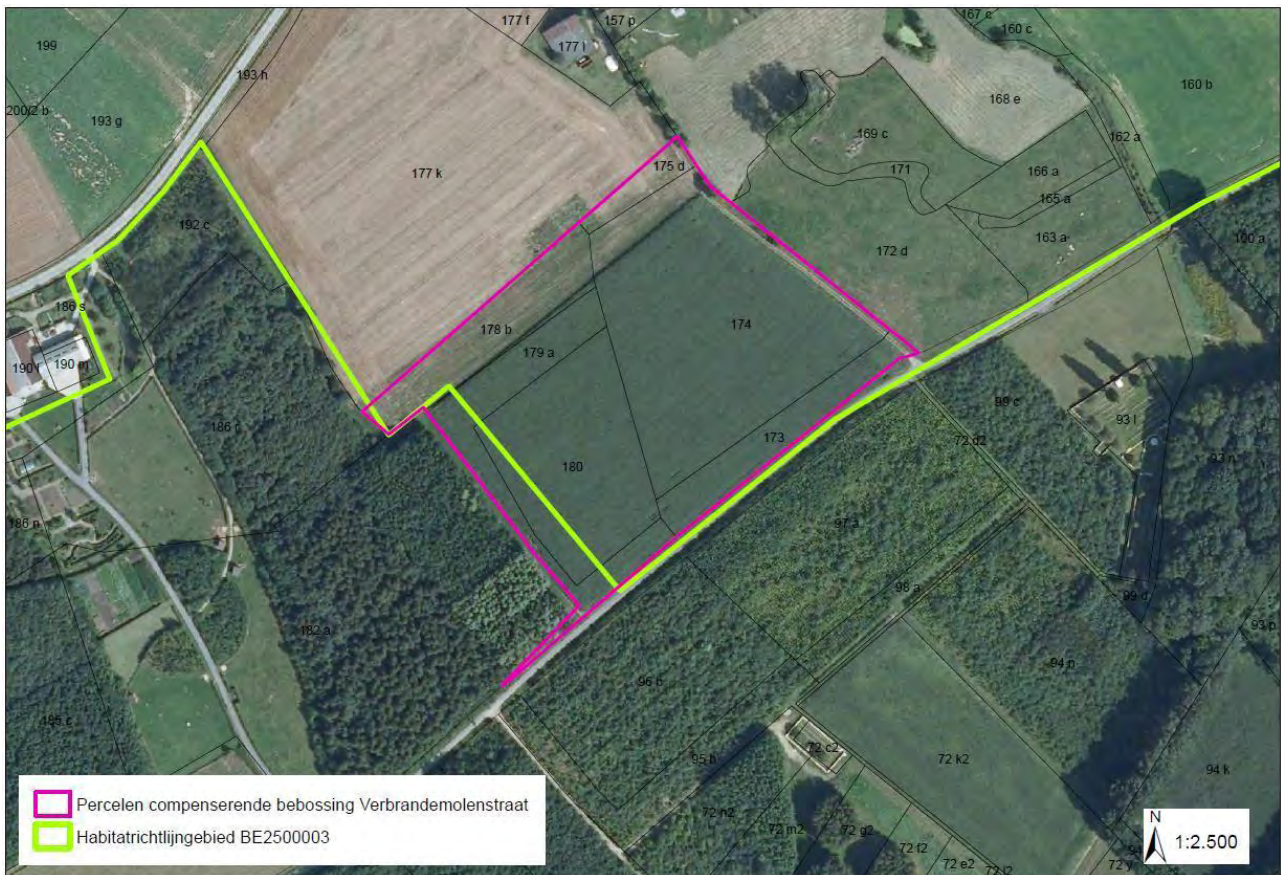 177 f
157 p
167 c
160 c
199
177 l
193 h
160 b
168 e
200/2 b
193 g
162 a
169 c
175 d
177 k
171
166 a
165 a
192 c
163 a
100 a
172 d
186 s
178 b
174
190 l
190 m
179 a
99 c
93 l
186 c
173
72 d2
180
93 n
186 n
97 a
98 a
99 d
182 a
93 p
94 n
96 b
185 c
95 h
72 c2
72 k2
94 k
72 n2
72 m2
72 g2
72 f2
72 e2
Percelen compenserende bebossing Verbrandemolenstraat
Habitatrichtlijngebied BE2500003
N
1:2.500